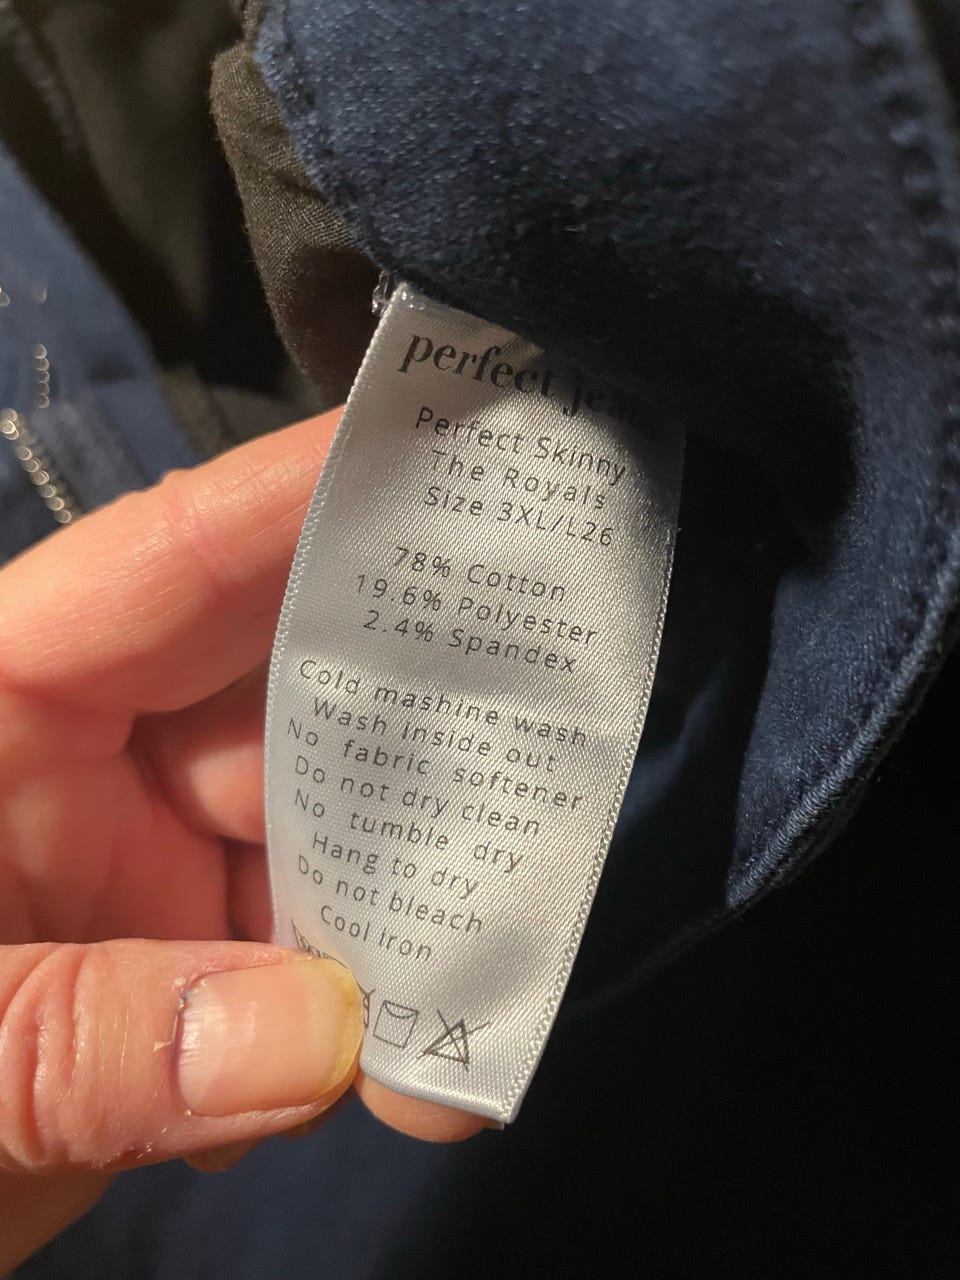 perfect
Perfect Skinny
The Royals
Size 3XL/L26
78% Cotton
19.6% Polyester
2.4% Spandex
Cold mashine wash
Wash inside out
No fabric softener
Do not dry clean
No tumble dry
Hang to dry
Do not bleach
Cool iron